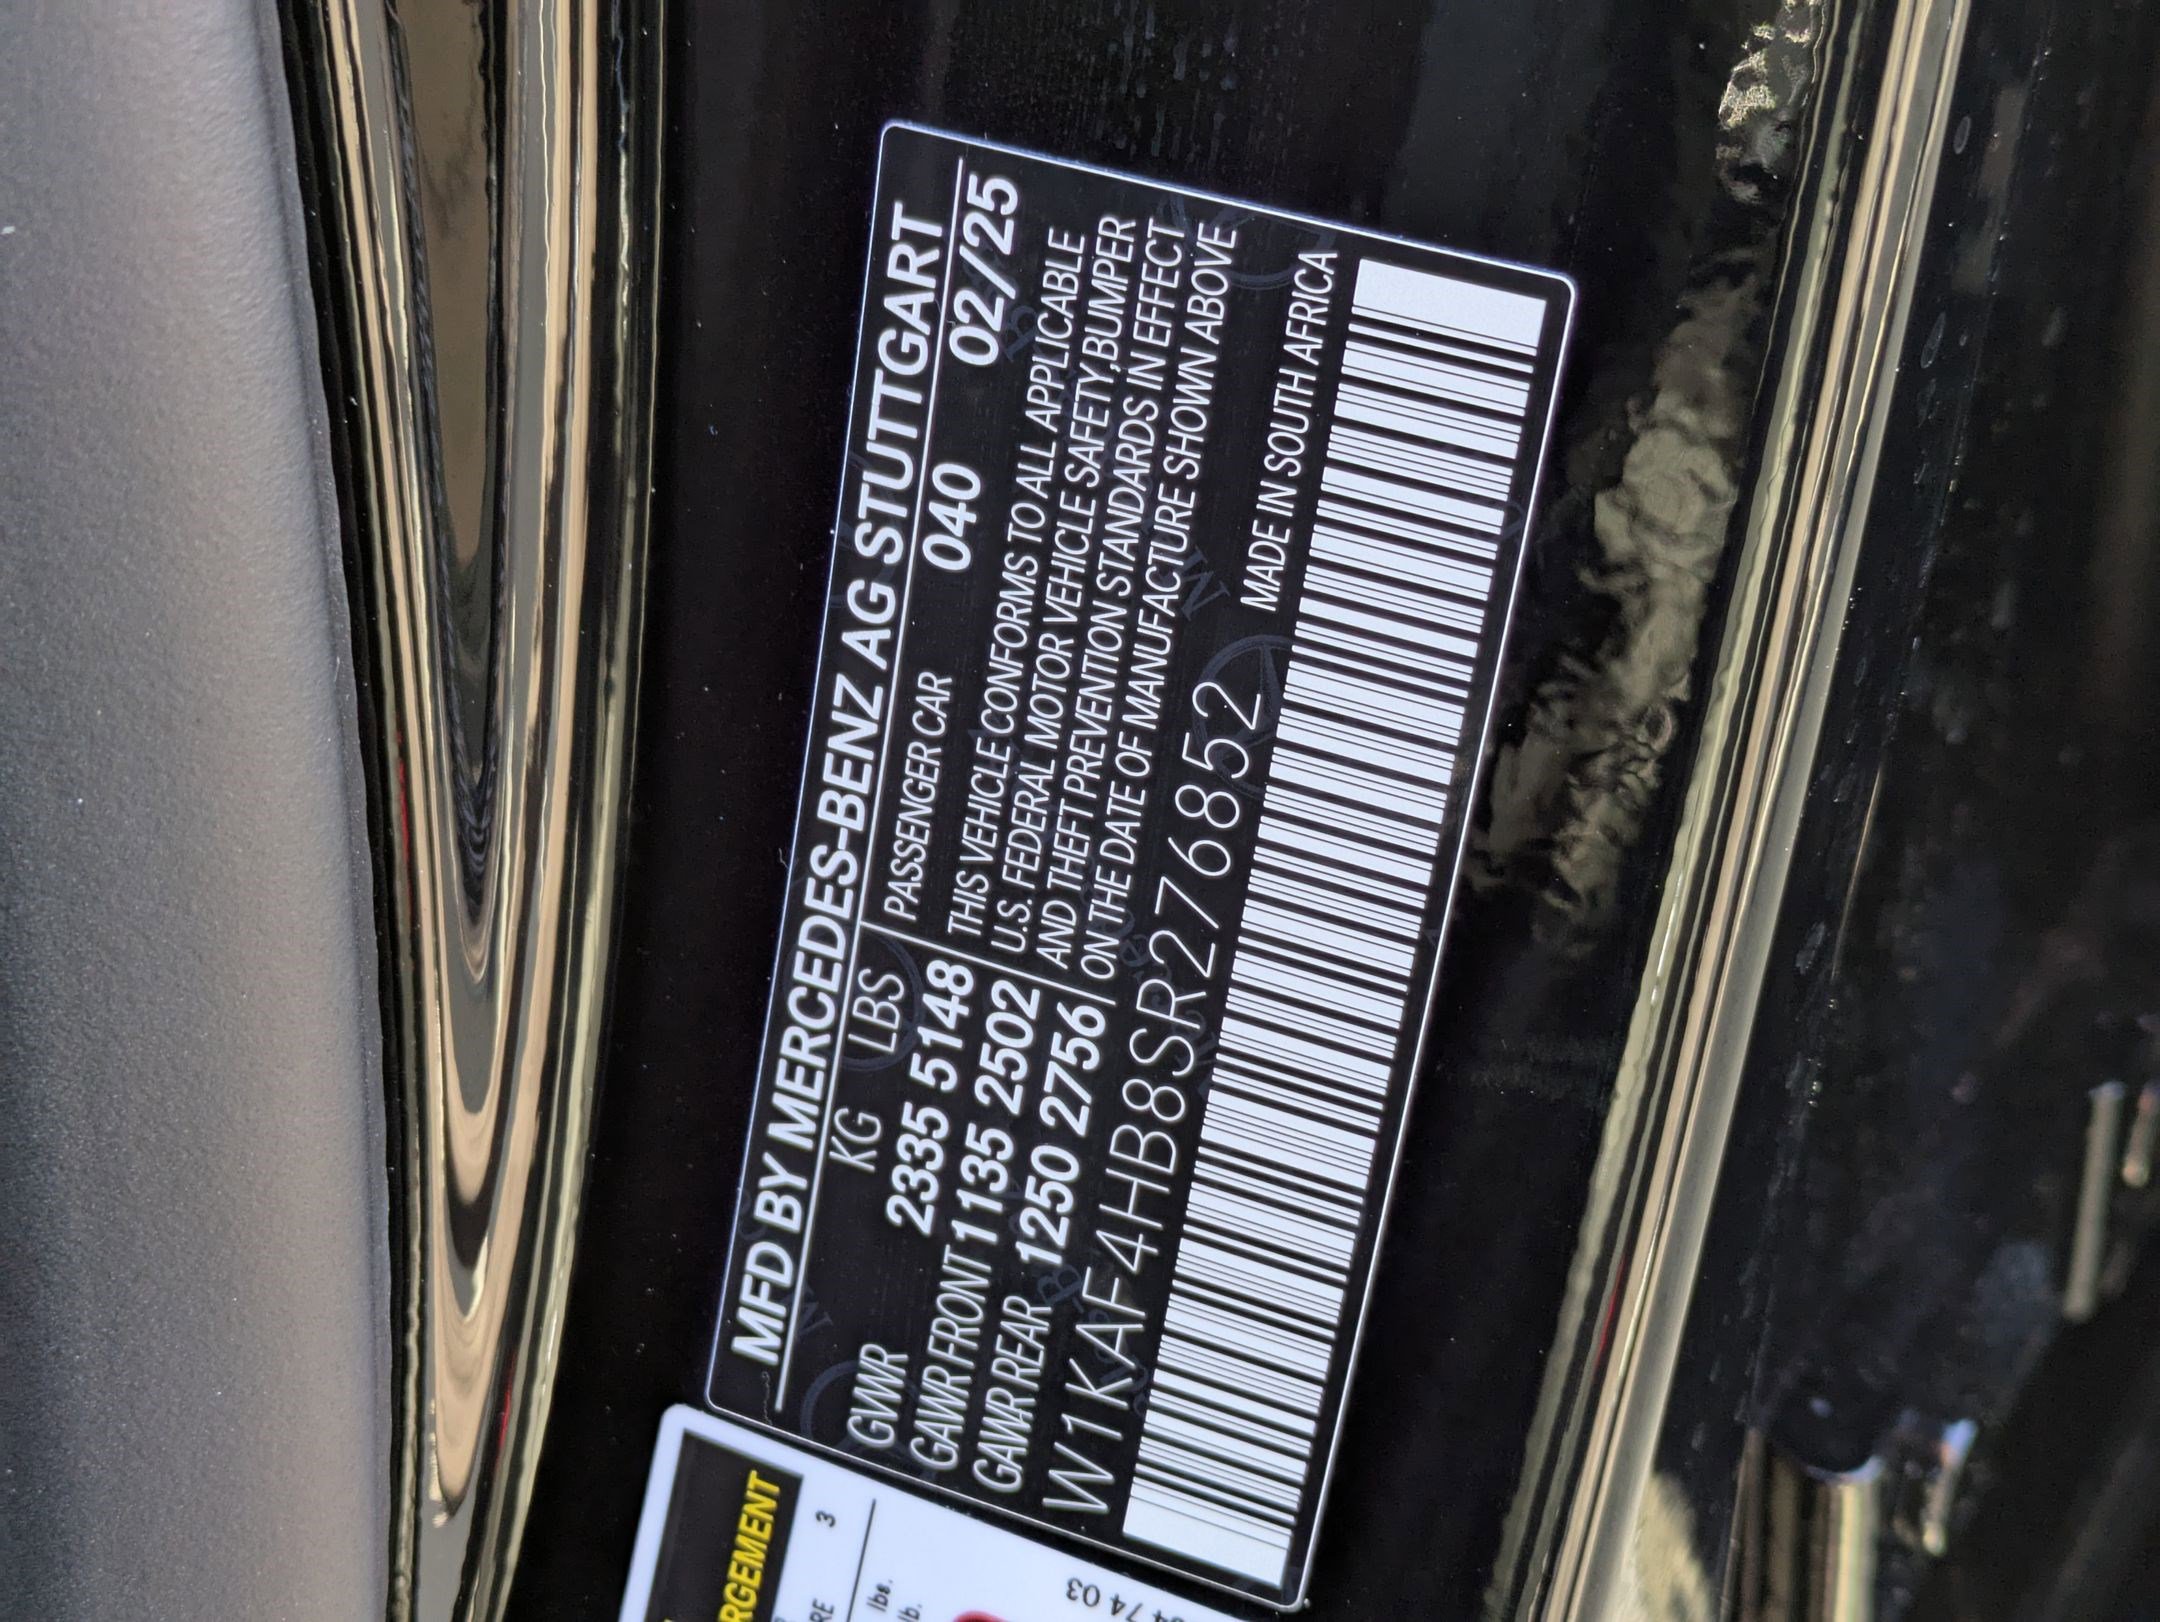 MFD BY MERCEDES-BENZ AG STUTTGART
KG LBS PASSENGER CAR 040 02/25
GVWR 2335 5148
GAWR FRONT 1135 2502
GAWR REAR 1250 2756
THIS VEHICLE CONFORMS TO ALL APPLICABLE
U.S. FEDERAL MOTOR VEHICLE SAFETY,BUMPER
AND THEFT PREVENTION STANDARDS IN EFFECT
ON THE DATE OF MANUFACTURE SHOWN ABOVE
W1KAF4HB8SR276852 MADE IN SOUTH AFRICA
3
lbs.